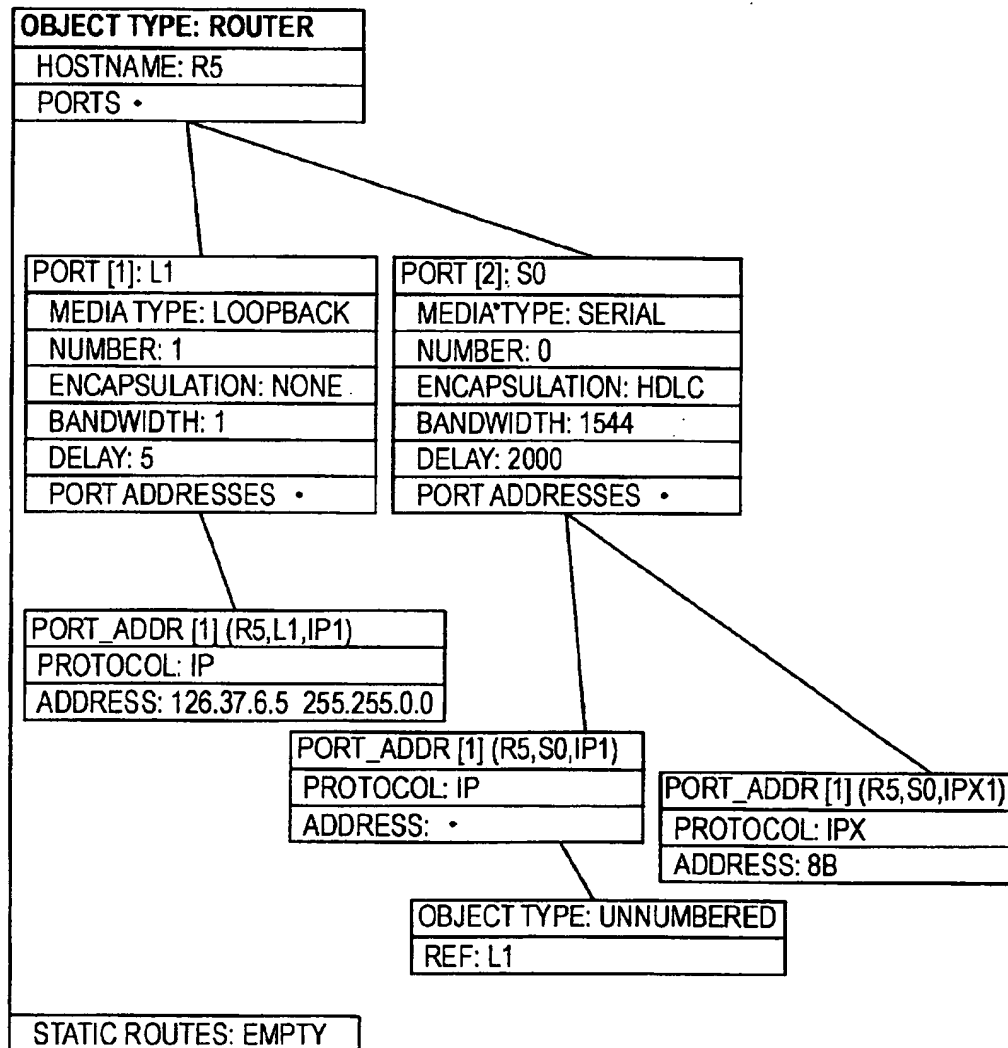 OBJECT TYPE: ROUTER
HOSTNAME: R5
PORTS •
PORT [1]: L1
MEDIA TYPE: LOOPBACK
NUMBER: 1
ENCAPSULATION: NONE
BANDWIDTH: 1
DELAY: 5
PORT ADDRESSES •
PORT [2]: S0
MEDIA TYPE: SERIAL
NUMBER: 0
ENCAPSULATION: HDLC
BANDWIDTH: 1544
DELAY: 2000
PORT ADDRESSES •
PORT_ADDR [1] (R5,L1,IP1)
PROTOCOL: IP
ADDRESS: 126.37.6.5 255.255.0.0
PORT_ADDR [1] (R5,S0,IP1)
PROTOCOL: IP
ADDRESS: •
PORT_ADDR [1] (R5,S0,IPX1)
PROTOCOL: IPX
ADDRESS: 8B
OBJECT TYPE: UNNUMBERED
REF: L1
STATIC ROUTES: EMPTY